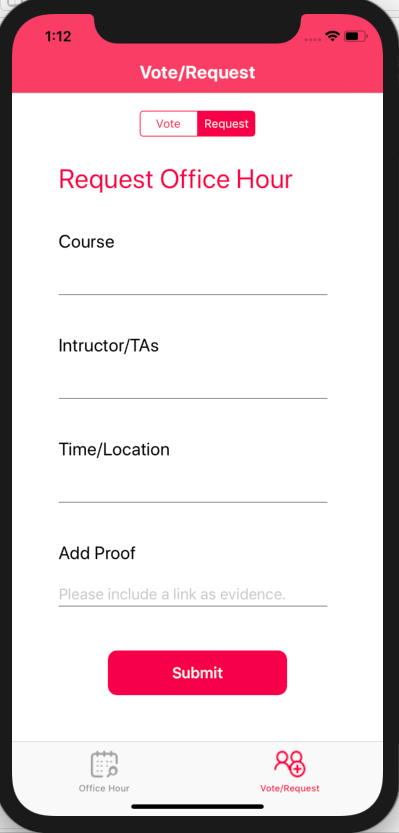 1:12
Vote/Request
Vote Request
Request Office Hour
Course
Intructor/TAs
Time/Location
Add Proof
Please include a link as evidence.
Submit
Office Hour Vote/Request